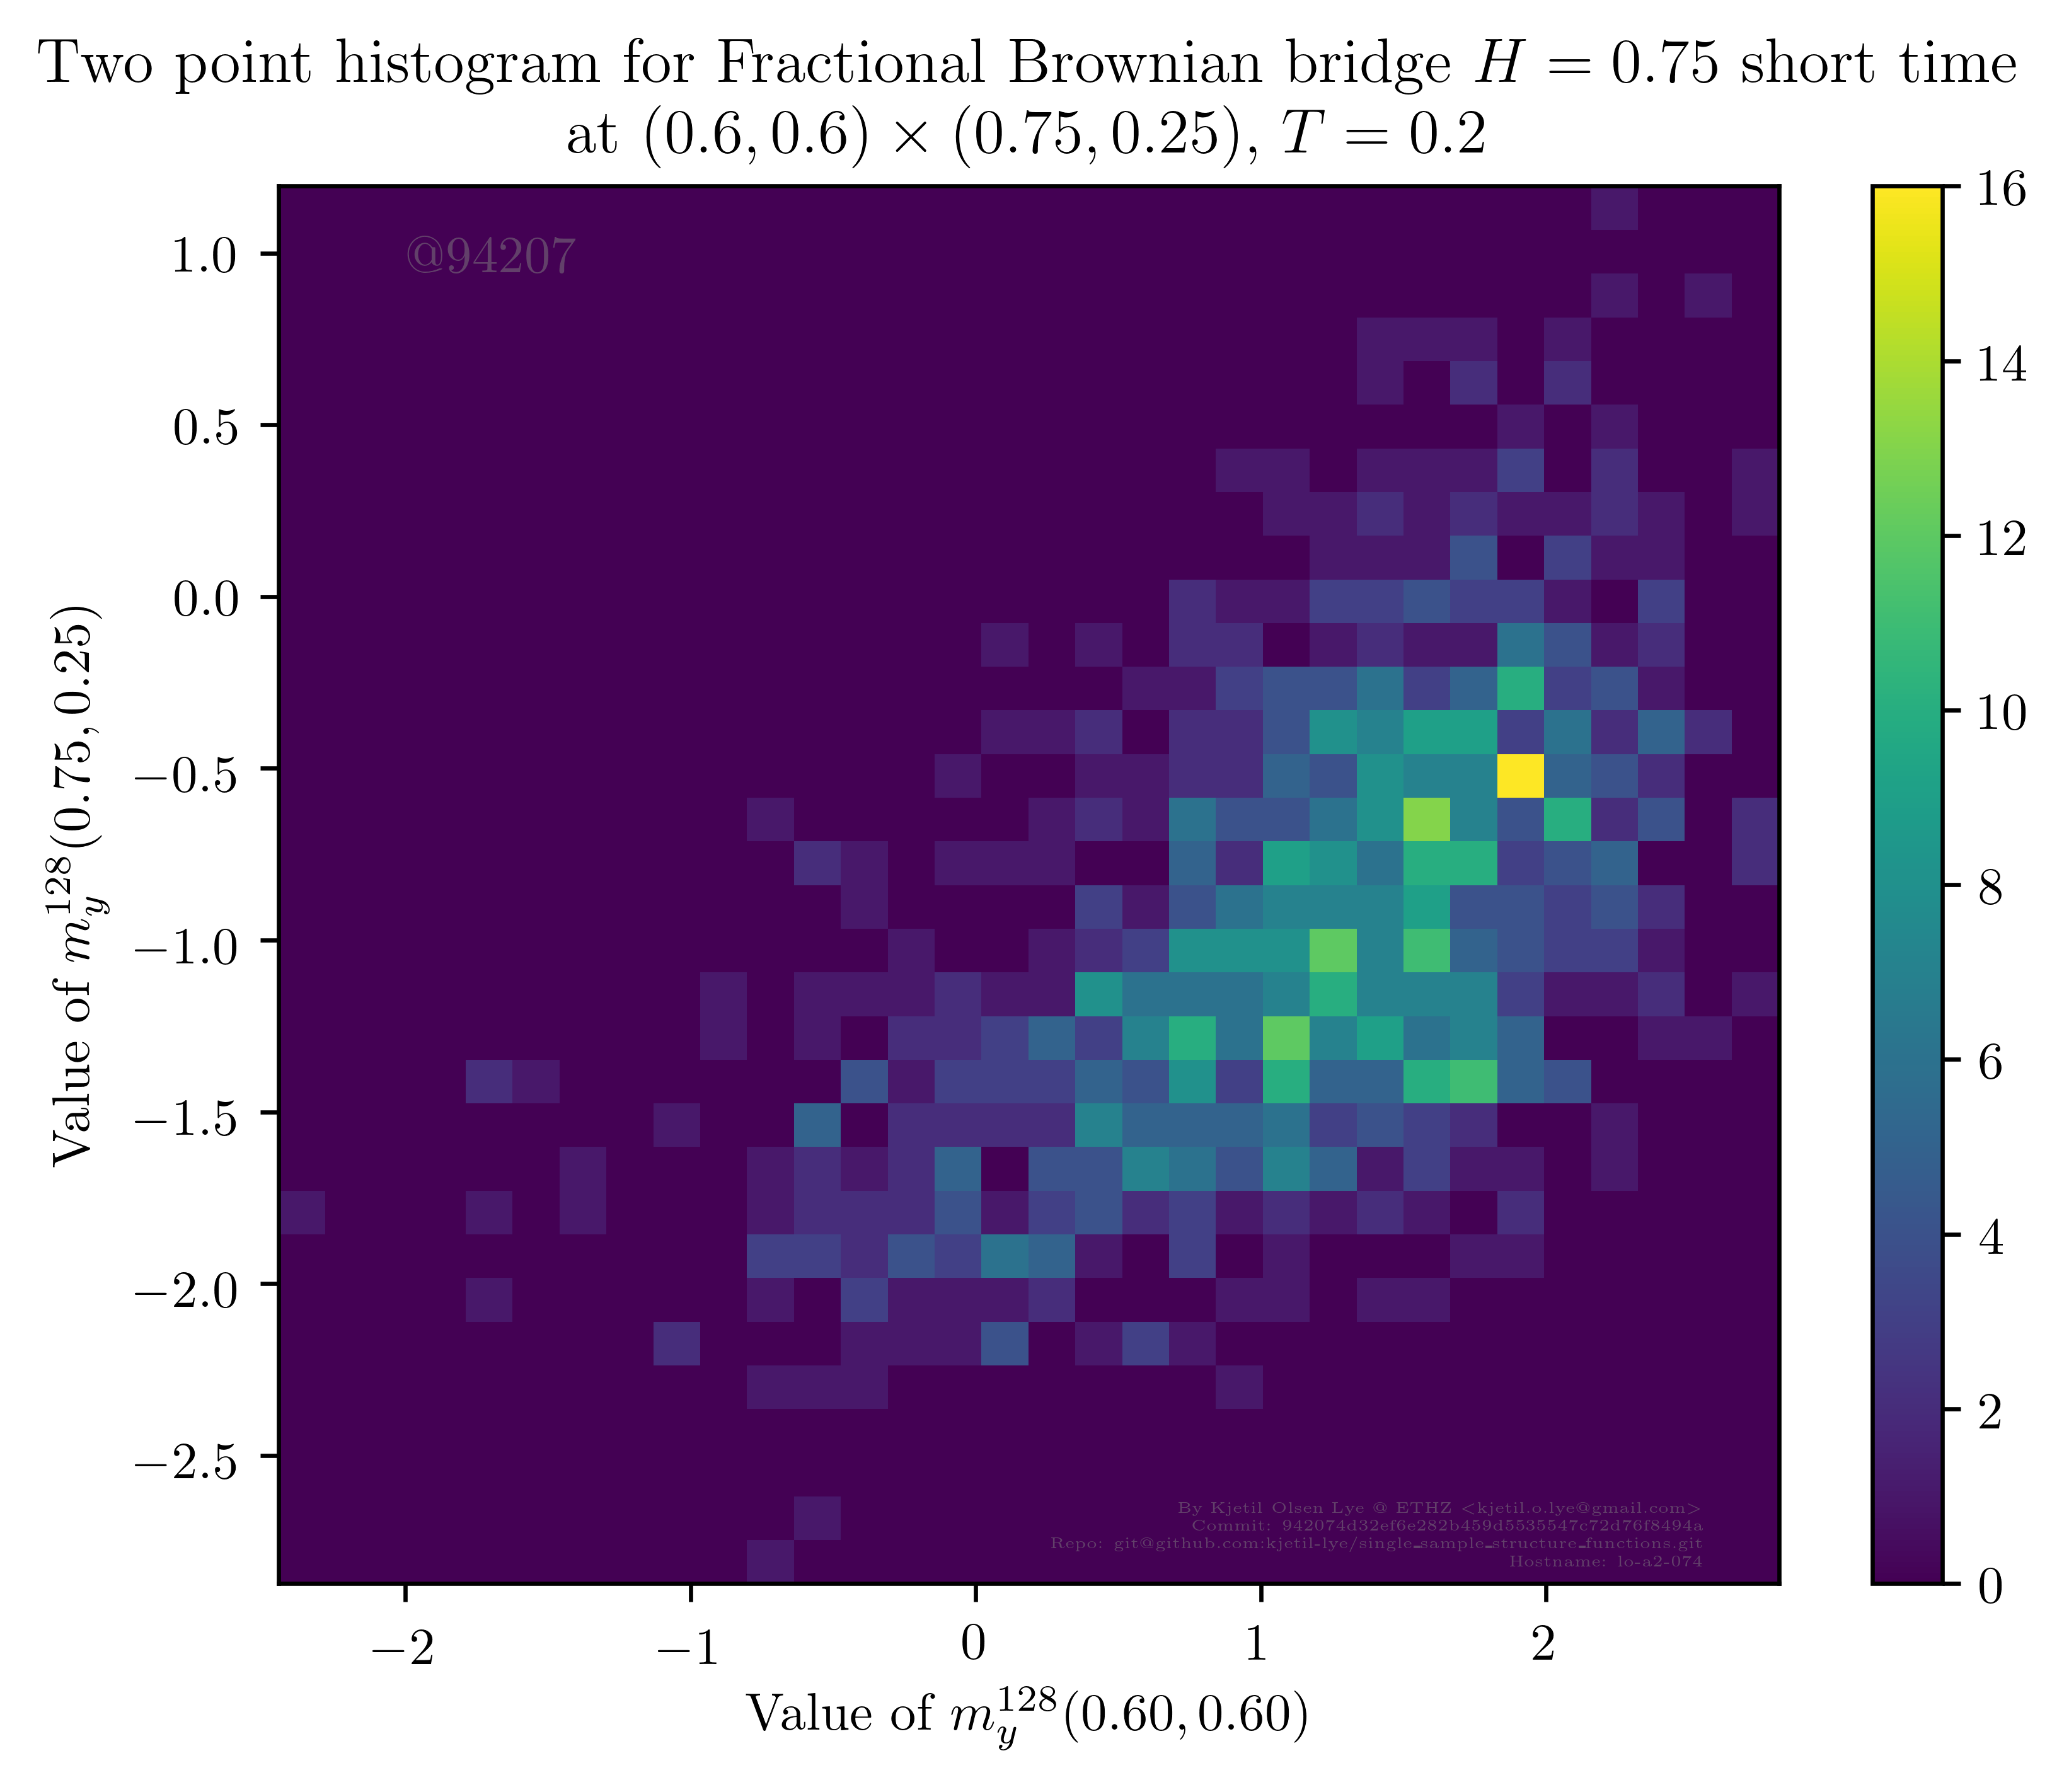 Two point histogram for Fractional Brownian bridge H = 0.75 short time
at (0.6, 0.6) × (0.75, 0.25), T = 0.2
@94207
1.0
0.5
0.0
−0.5
−1.0
−1.5
−2.0
−2.5
Value of m_y^128(0.75, 0.25)
16
14
12
10
8
6
4
2
0
By Kjetil Olsen Lye @ ETHZ <kjetil.o.lye@gmail.com>
Commit: 942074d32ef6e282b459d5535547c72d76f8494a
Repo: git@github.com:kjetil-lye/single_sample_structure_functions.git
Hostname: lo-a2-074
−2
−1
0
1
2
Value of m_y^128(0.60, 0.60)